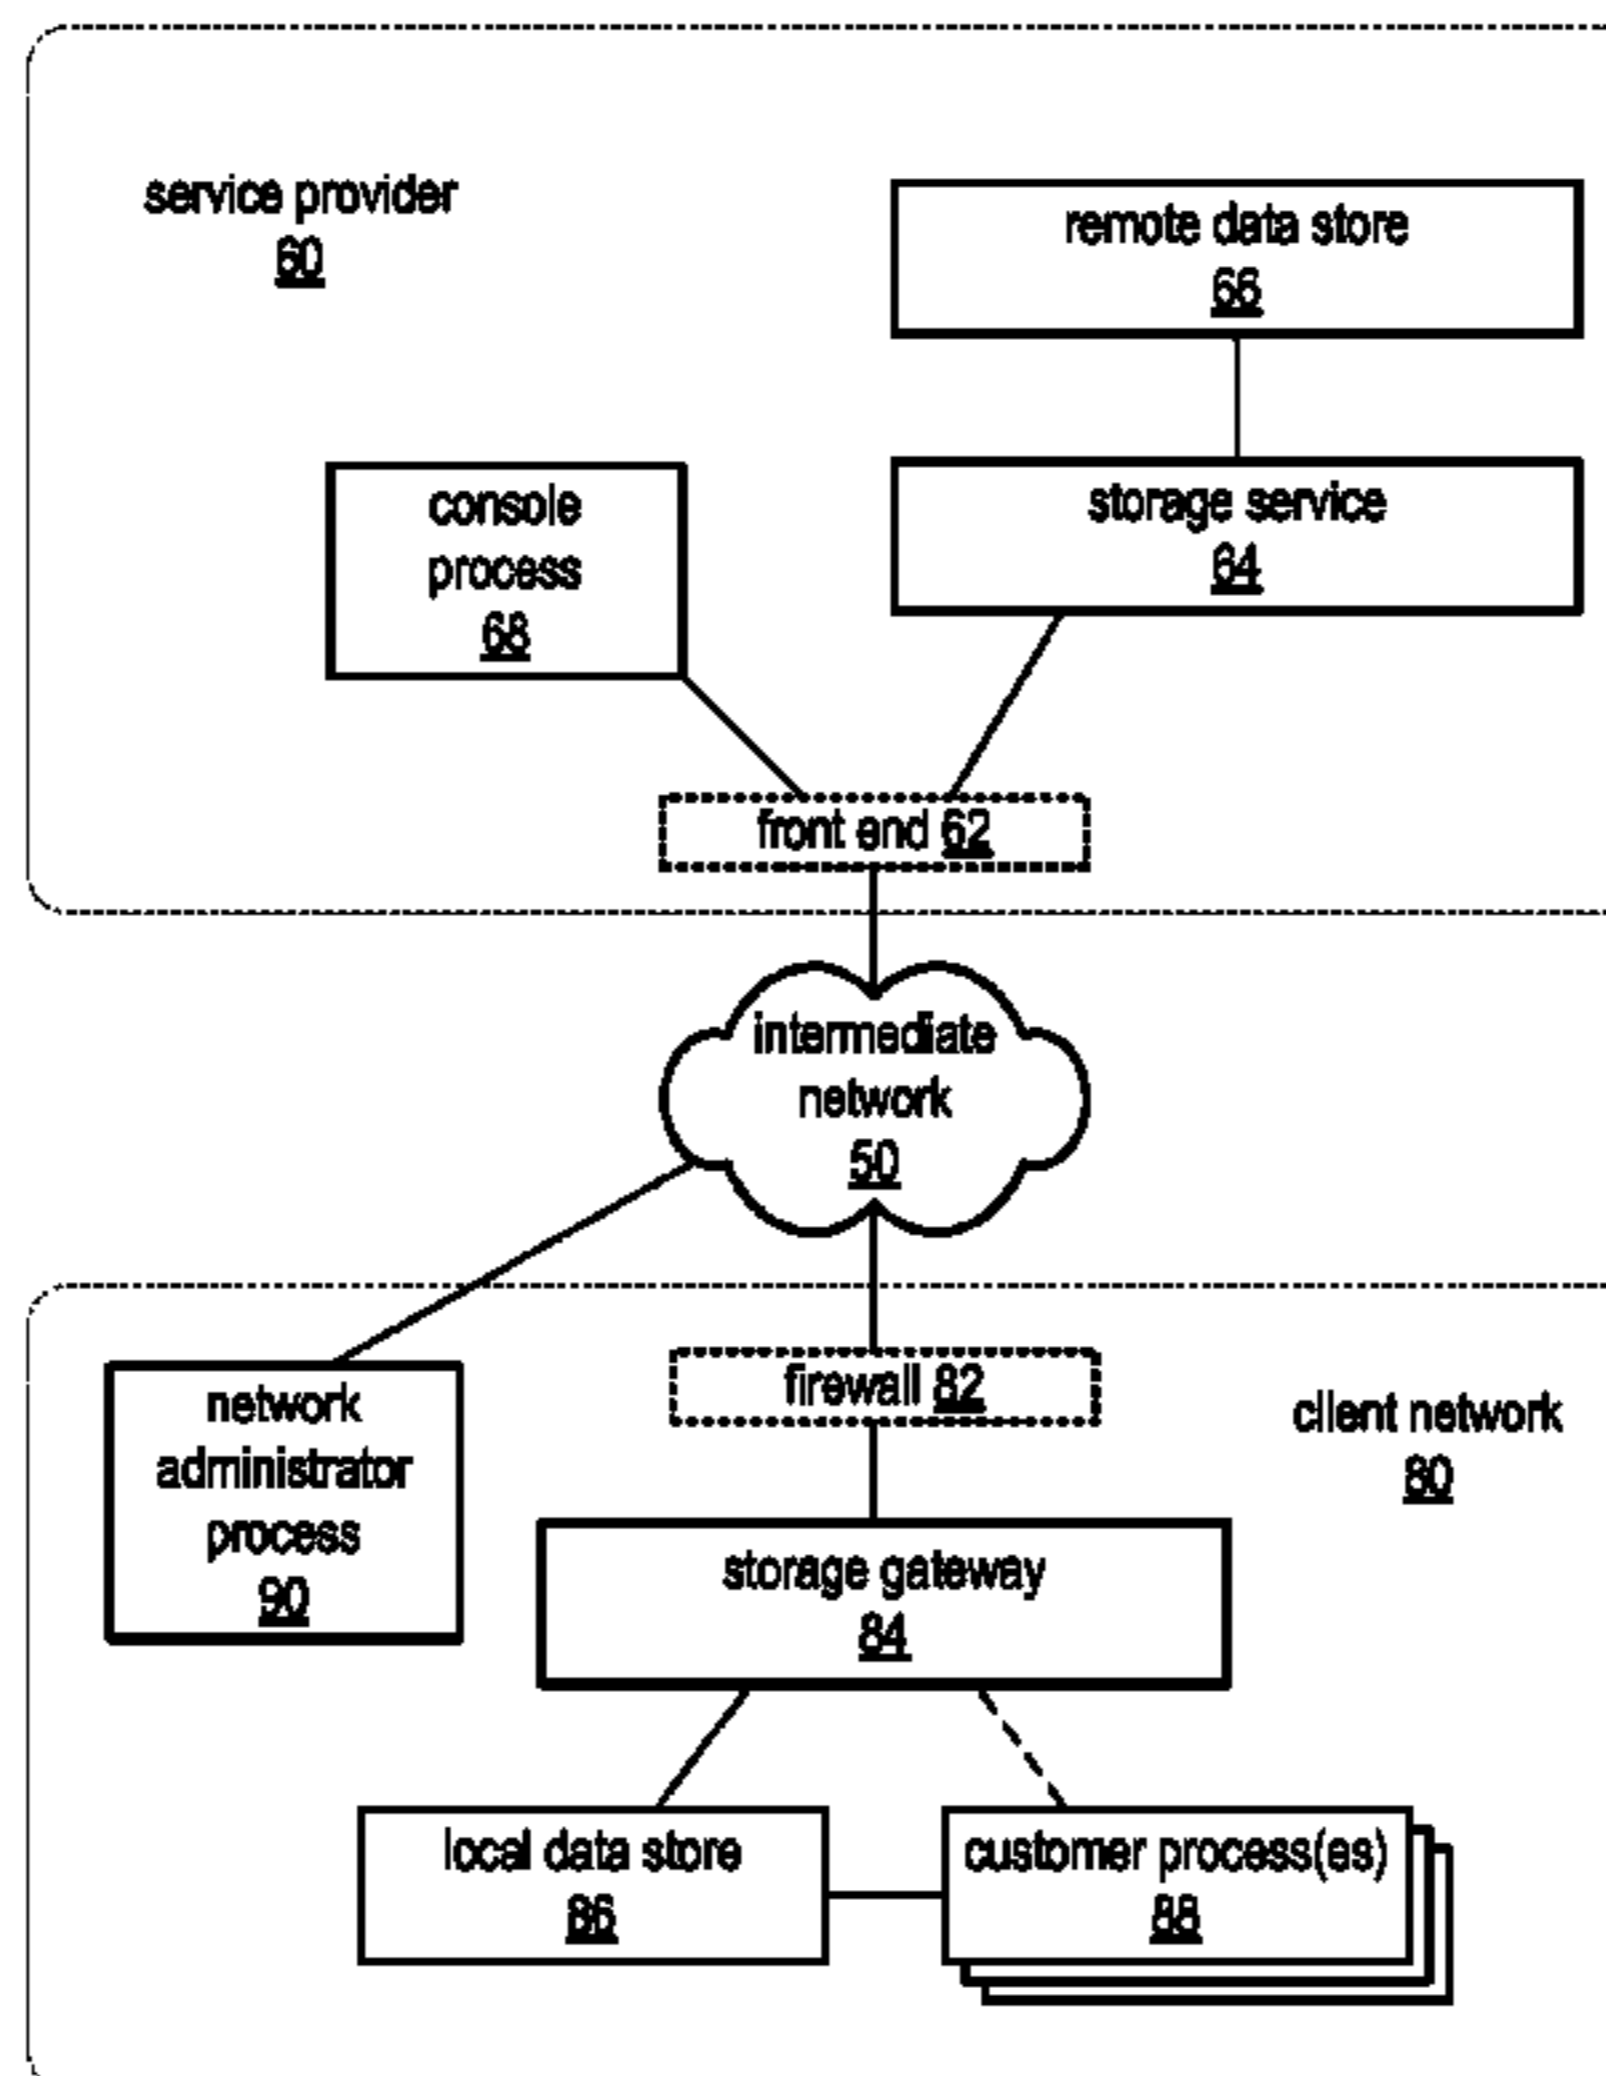 service provider
60
remote data store
66
console
process
68
storage service
64
front end 62
intermediate
network
50
network
administrator
process
90
firewall 82
client network
80
storage gateway
84
local data store
86
customer process(es)
88